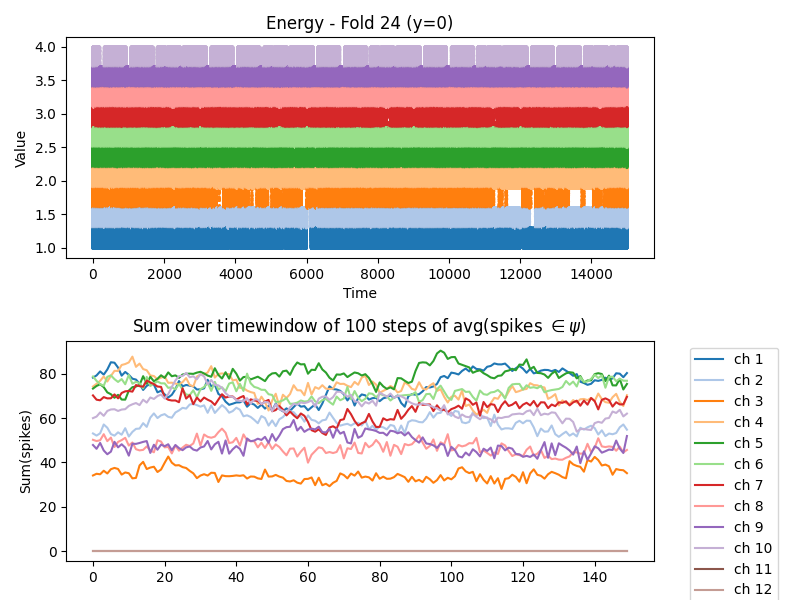 Energy - Fold 24 (y=0)
4.0
3.5
3.0
2.5
2.0
1.5
1.0
Value
0 2000 4000 6000 8000 10000 12000 14000
Time
Sum over timewindow of 100 steps of avg(spikes ∈ψ)
80
60
40
20
0
Sum(spikes)
0 20 40 60 80 100 120 140
ch 1
ch 2
ch 3
ch 4
ch 5
ch 6
ch 7
ch 8
ch 9
ch 10
ch 11
ch 12